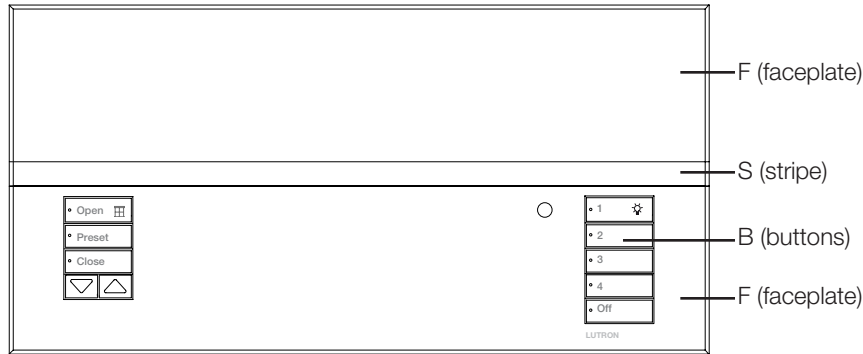 F (faceplate)
S (stripe)
Open
Preset
Close
1
2
3
4
Off
LUTRON
B (buttons)
F (faceplate)